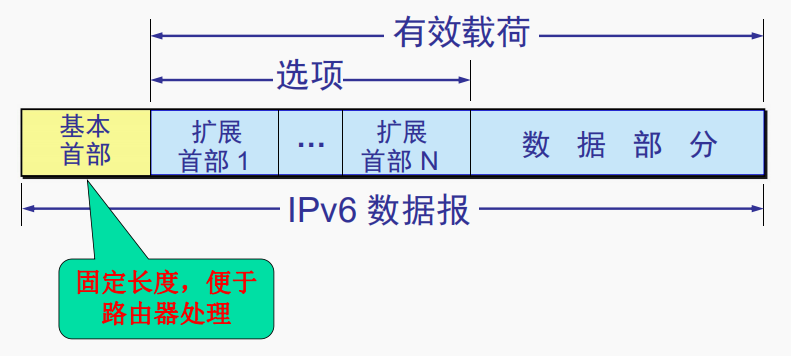 有效载荷
选项
基本
首部
扩展
首部 1
…
扩展
首部 N
数 据 部 分
IPv6 数据报
固定长度，便于
路由器处理